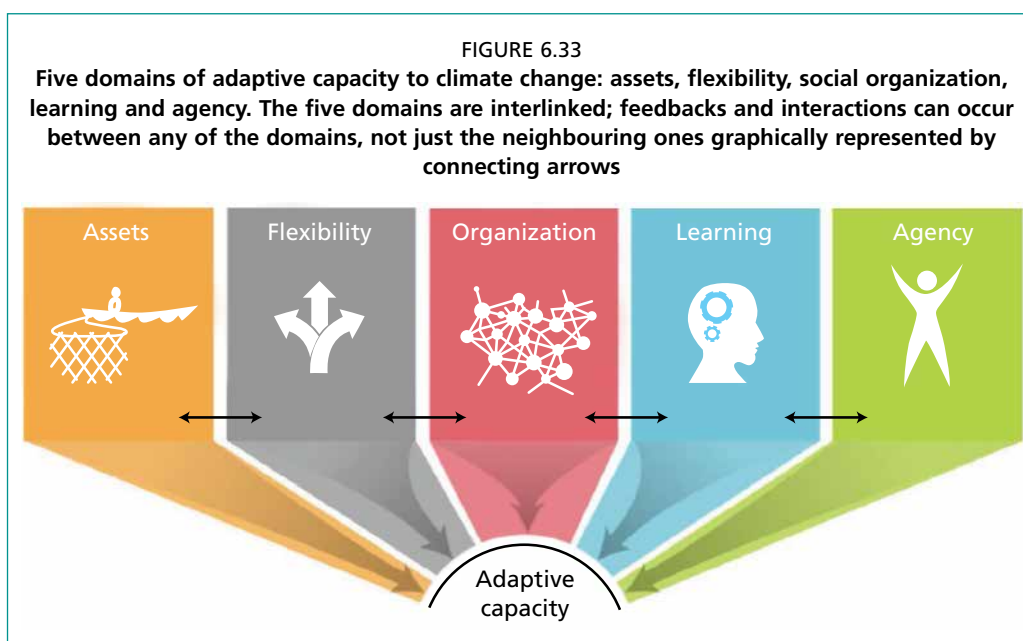 FIGURE 6.33
Five domains of adaptive capacity to climate change: assets, flexibility, social organization,
learning and agency. The five domains are interlinked; feedbacks and interactions can occur
between any of the domains, not just the neighbouring ones graphically represented by
connecting arrows
Assets
Flexibility
Organization
Learning
Agency
Adaptive
capacity